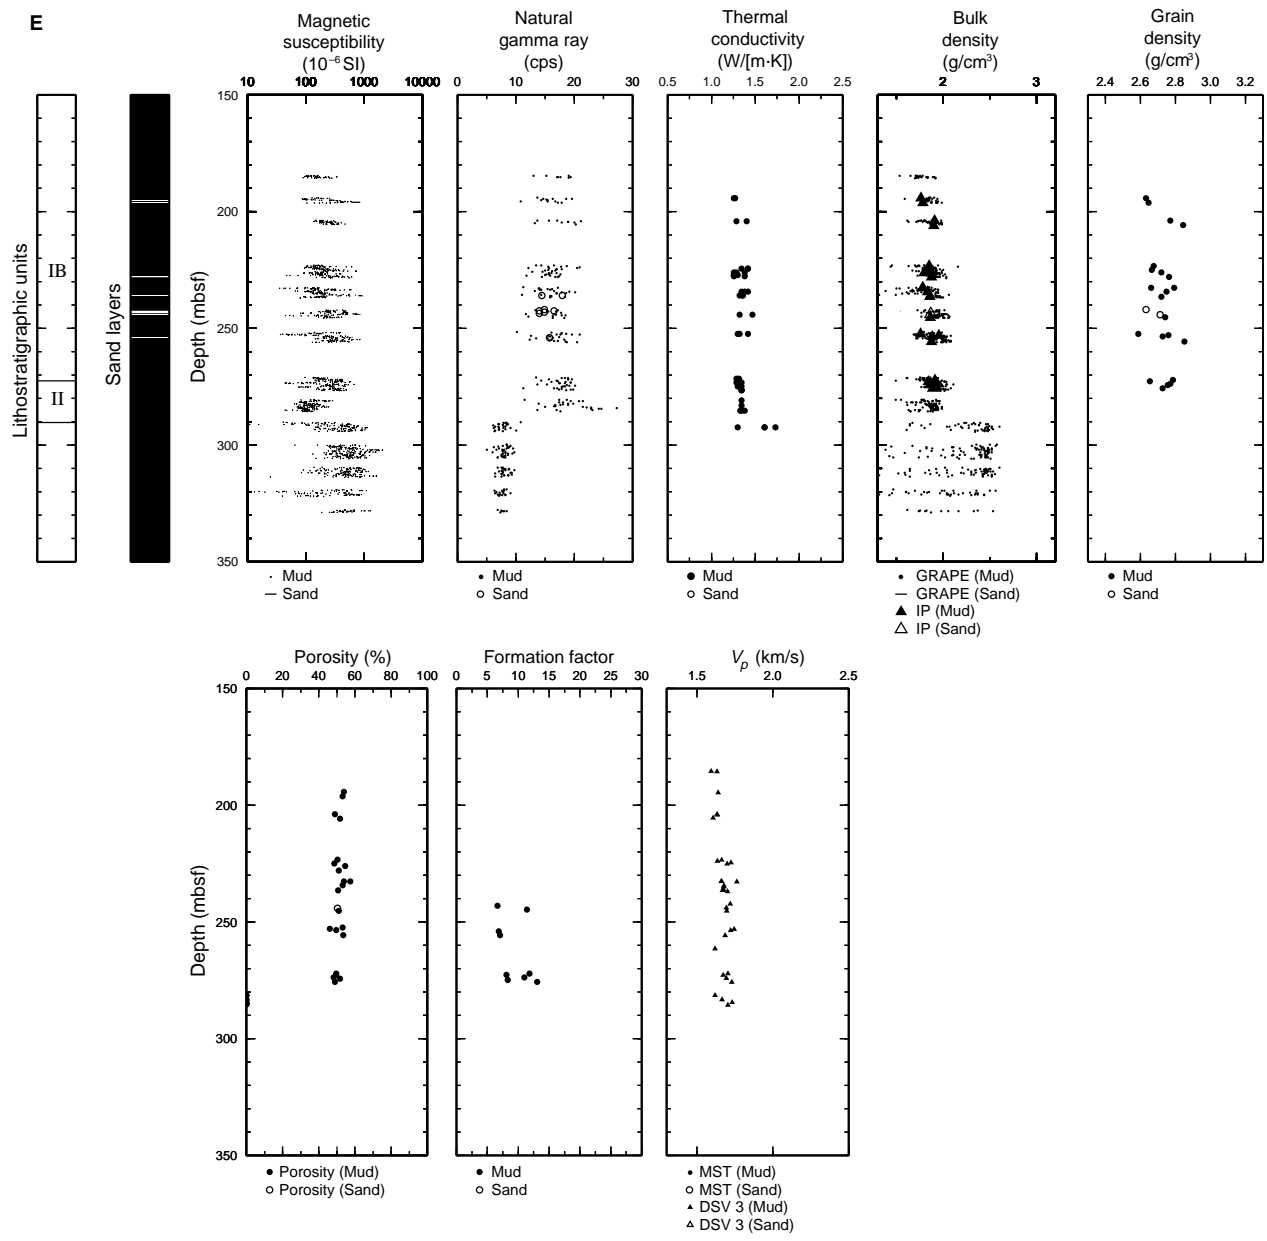 E
Magnetic
susceptibility
(10⁻⁶ SI)
Natural
gamma ray
(cps)
Thermal
conductivity
(W/[m·K])
Bulk
density
(g/cm³)
Grain
density
(g/cm³)
10 100 1000 10000
0 10 20 30
0.5 1.0 1.5 2.0 2.5
2 3
2.4 2.6 2.8 3.0 3.2
Lithostratigraphic units
IB
II
Sand layers
Depth (mbsf)
150
200
250
300
350
Mud
Sand
Mud
Sand
Mud
Sand
GRAPE (Mud)
GRAPE (Sand)
IP (Mud)
IP (Sand)
Mud
Sand
Porosity (%)
Formation factor
Vp (km/s)
0 20 40 60 80 100
0 5 10 15 20 25 30
1.5 2.0 2.5
Depth (mbsf)
150
200
250
300
350
Porosity (Mud)
Porosity (Sand)
Mud
Sand
MST (Mud)
MST (Sand)
DSV 3 (Mud)
DSV 3 (Sand)